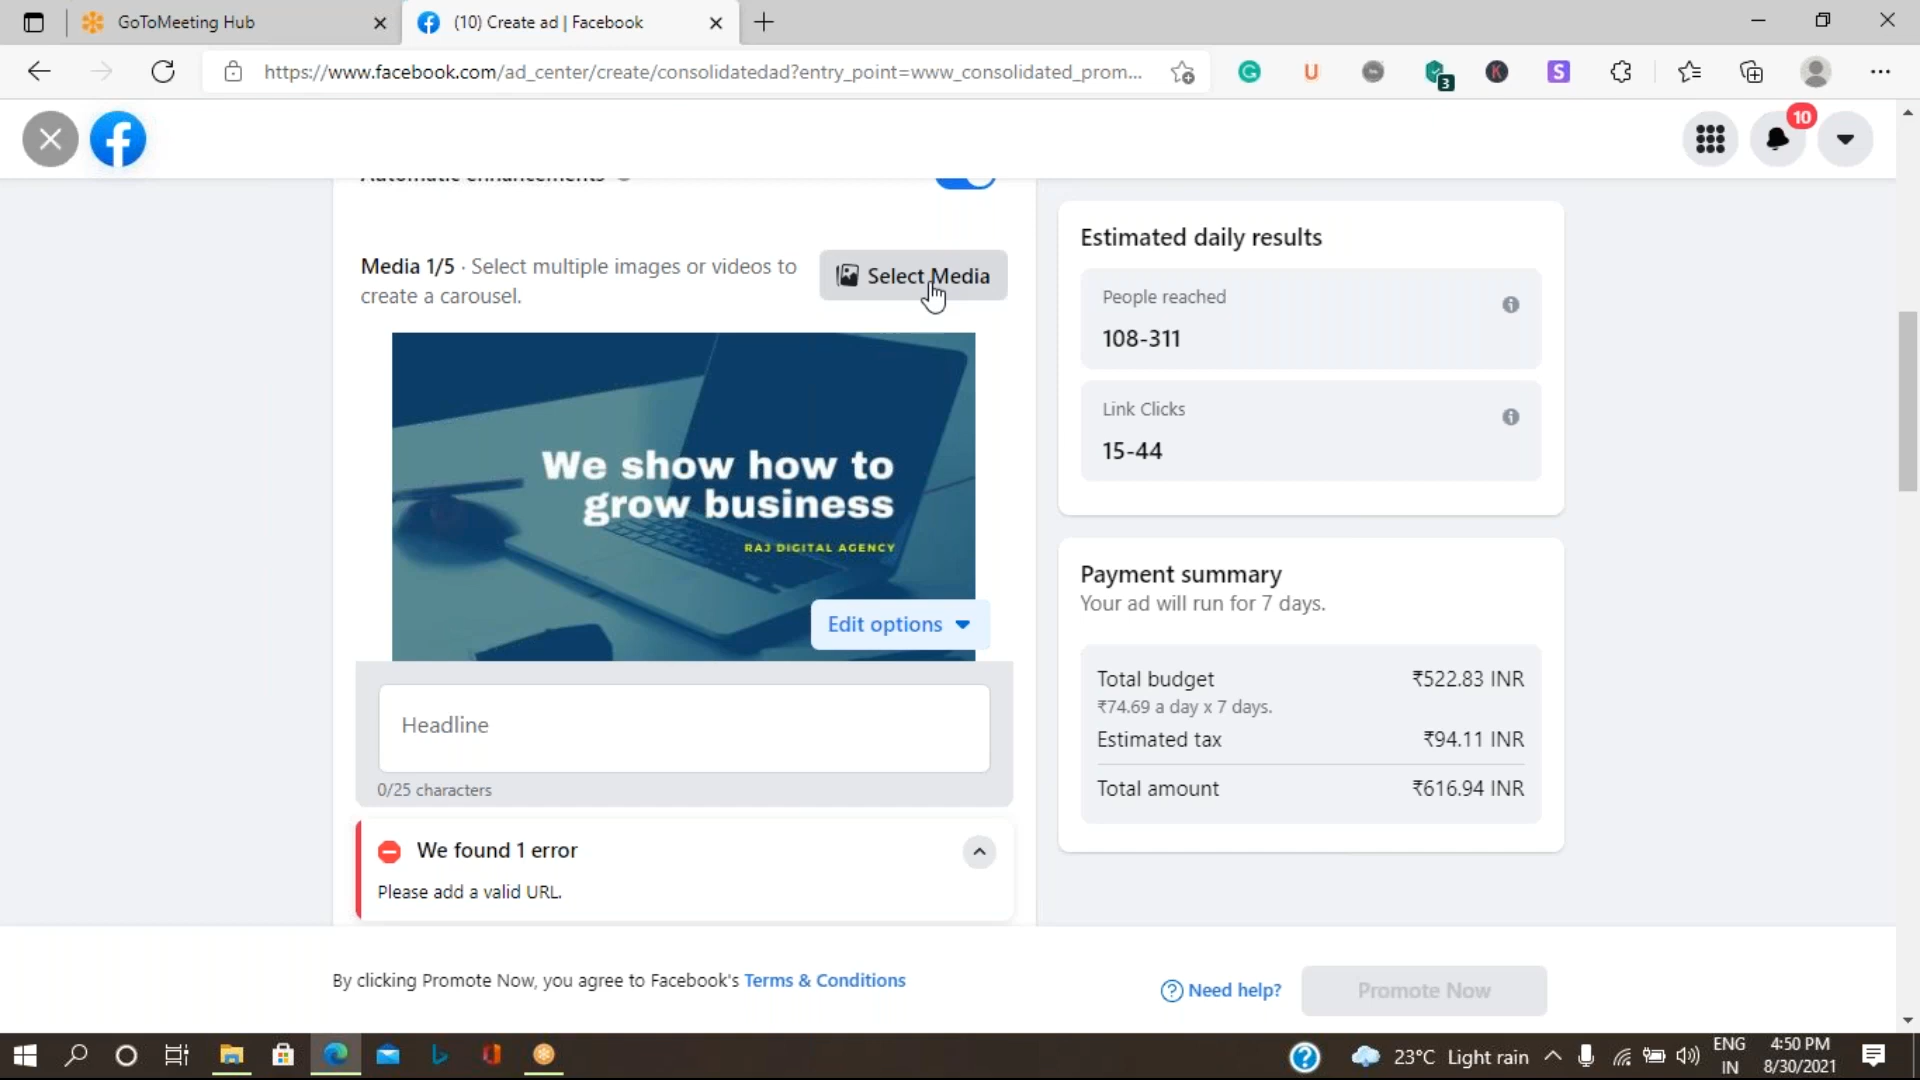 GoToMeeting Hub
(10) Create ad | Facebook
https://www.facebook.com/ad_center/create/consolidatedad?entry_point=www_consolidated_prom...
3
10
Automatic enhancements
Media 1/5 · Select multiple images or videos to
create a carousel.
Select Media
We show how to
grow business
RAJ DIGITAL AGENCY
Edit options
Headline
0/25 characters
We found 1 error
Please add a valid URL.
Estimated daily results
People reached
108-311
Link Clicks
15-44
Payment summary
Your ad will run for 7 days.
Total budget ₹522.83 INR
₹74.69 a day x 7 days.
Estimated tax ₹94.11 INR
Total amount ₹616.94 INR
By clicking Promote Now, you agree to Facebook's Terms & Conditions
Need help?
Promote Now
23°C Light rain
ENG
IN
4:50 PM
8/30/2021